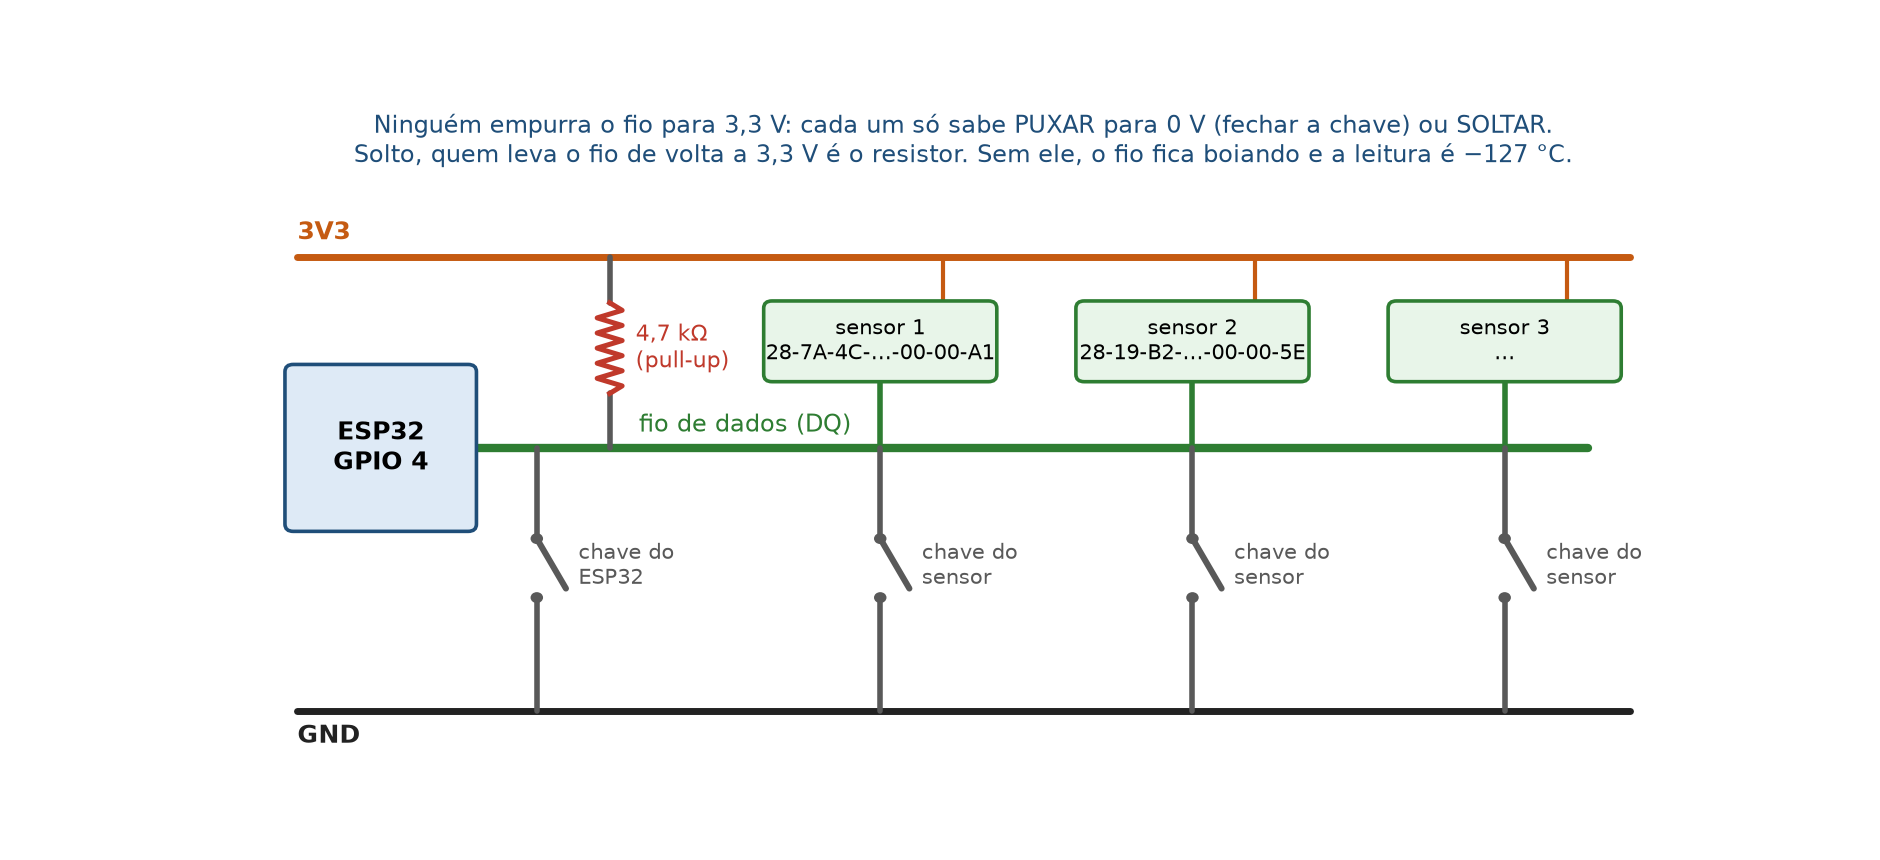 Ninguém empurra o fio para 3,3 V: cada um só sabe PUXAR para 0 V (fechar a chave) ou SOLTAR.
Solto, quem leva o fio de volta a 3,3 V é o resistor. Sem ele, o fio fica boiando e a leitura é −127 °C.
3V3
4,7 kΩ
(pull-up)
sensor 1
28-7A-4C-...-00-00-A1
sensor 2
28-19-B2-...-00-00-5E
sensor 3
...
ESP32
GPIO 4
fio de dados (DQ)
chave do
ESP32
chave do
sensor
chave do
sensor
chave do
sensor
GND